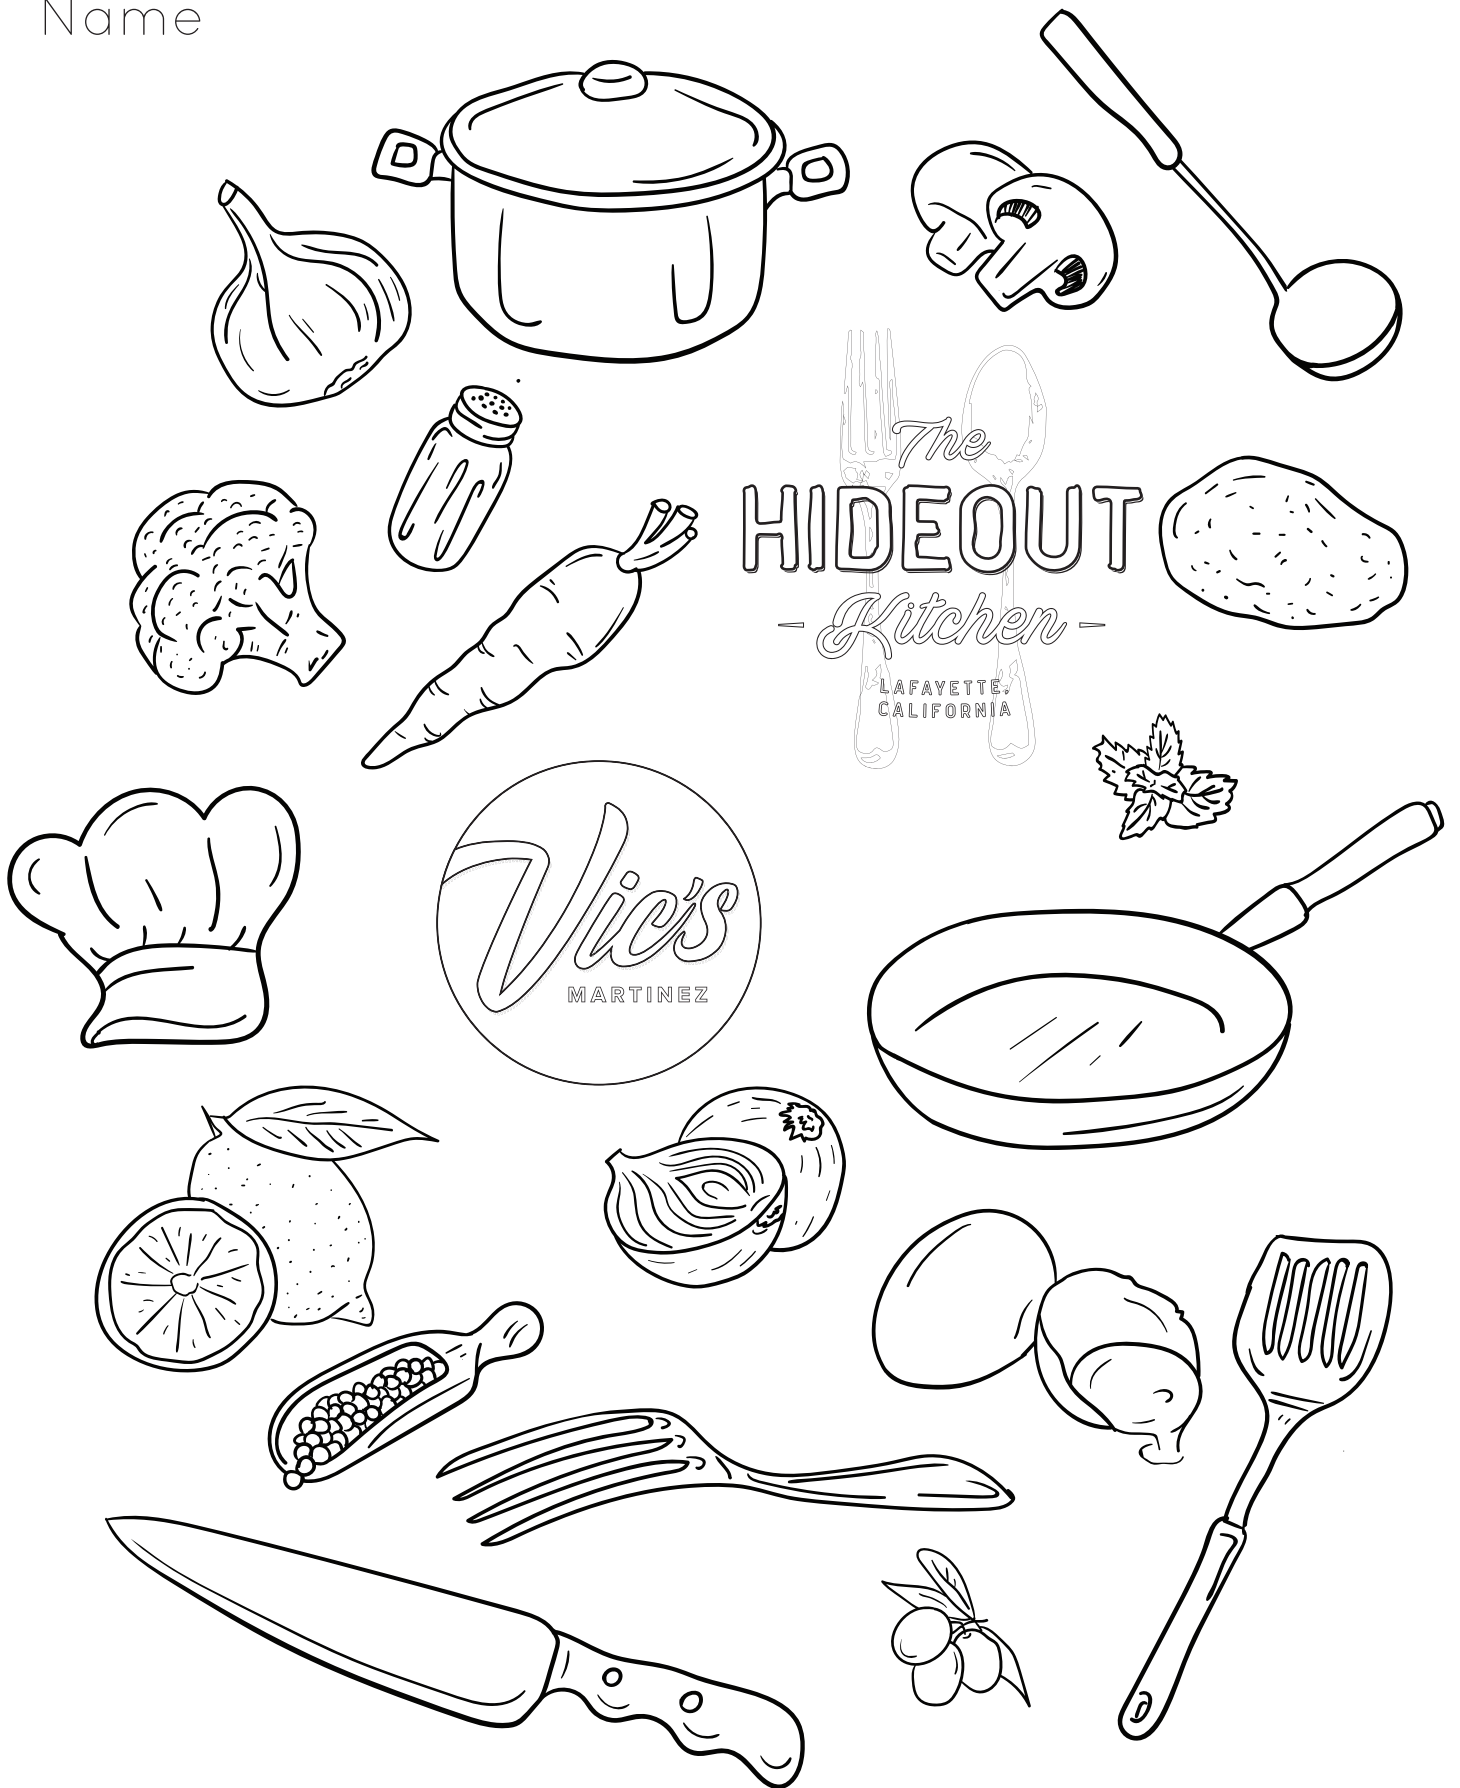 Name
The
HIDEOUT
Kitchen
LAFAYETTE,
CALIFORNIA
Vic's
MARTINEZ